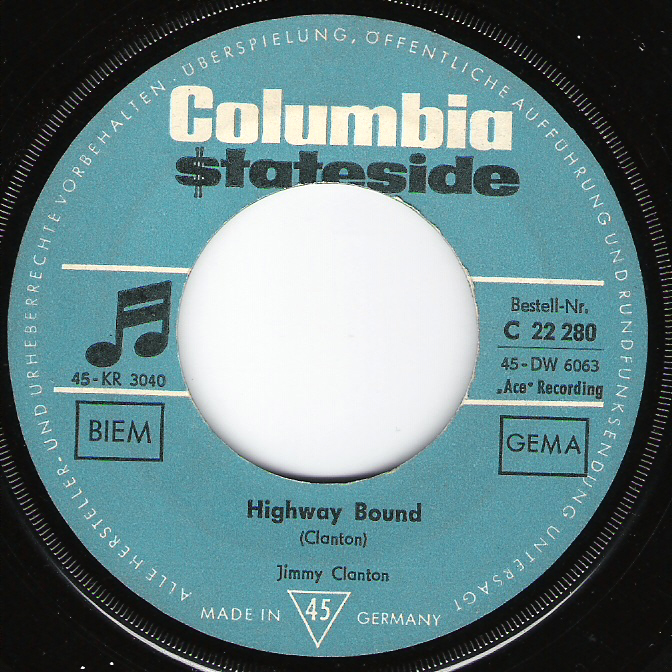 ALLE HERSTELLER- UND URHEBERRECHTE VORBEHALTEN · ÜBERSPIELUNG, ÖFFENTLICHE AUFFÜHRUNG UND RUNDFUNKSENDUNG UNTERSAGT
Columbia
$tateside
45-KR 3040
Bestell-Nr.
C 22 280
45-DW 6063
„Ace" Recording
BIEM
GEMA
Highway Bound
(Clanton)
Jimmy Clanton
MADE IN 45 GERMANY